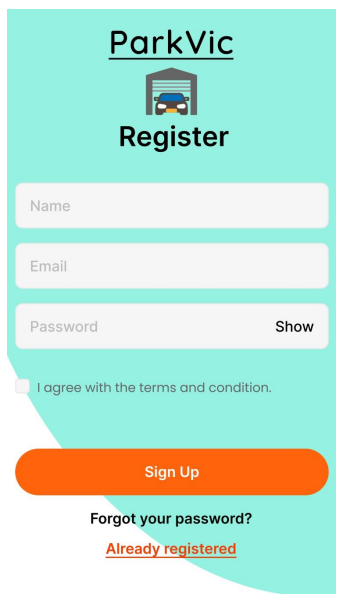 ParkVic
Register
Name
Email
Password Show
I agree with the terms and condition.
Sign Up
Forgot your password?
Already registered